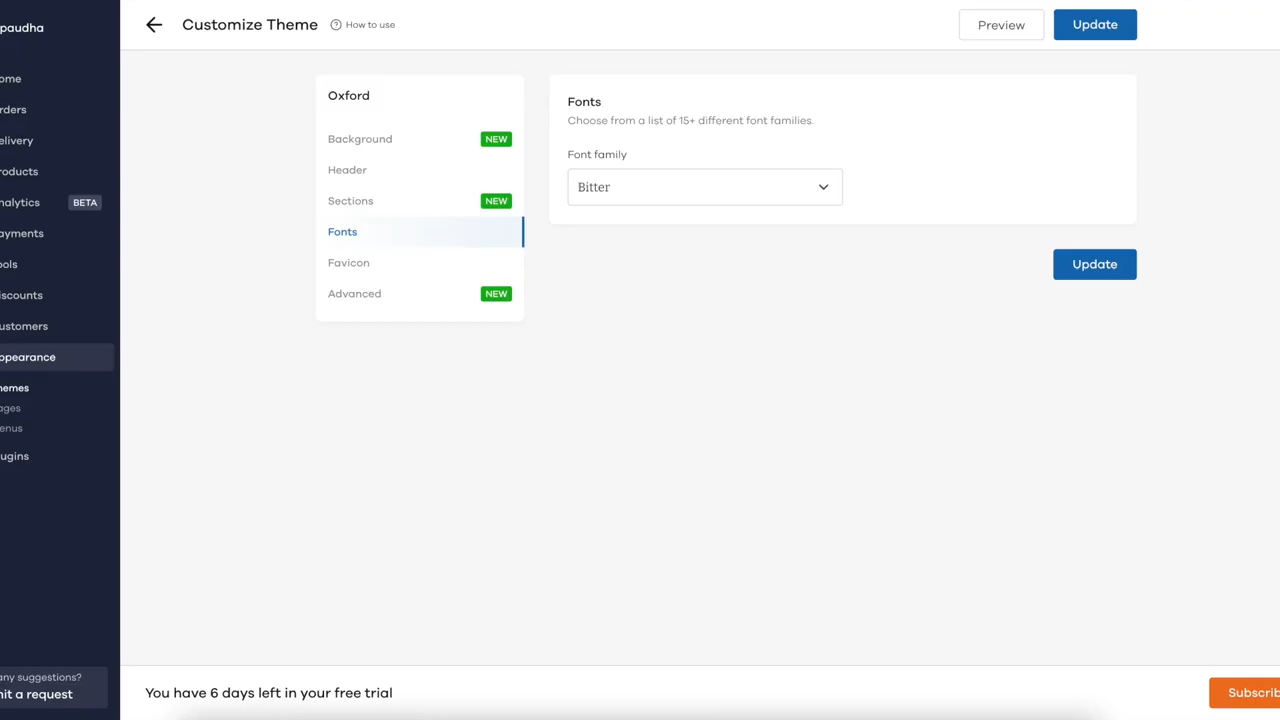 paudha
ome
rders
elivery
roducts
nalytics BETA
ayments
ols
iscounts
ustomers
ppearance
hemes
ages
enus
lugins
any suggestions?
nit a request
Customize Theme How to use
Preview
Update
Oxford
Background NEW
Header
Sections NEW
Fonts
Favicon
Advanced NEW
Fonts
Choose from a list of 15+ different font families.
Font family
Bitter
Update
You have 6 days left in your free trial
Subscrib